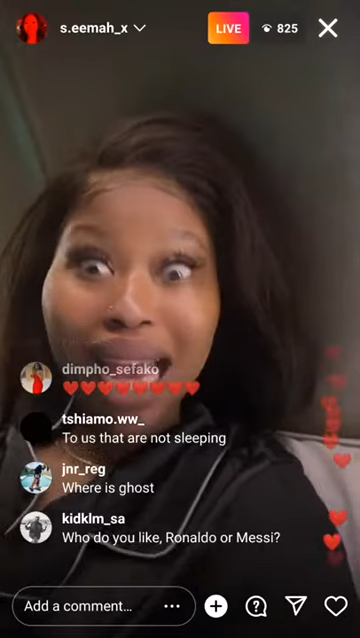 s.eemah_x
LIVE
825
dimpho_sefako
tshiamo.ww_
To us that are not sleeping
jnr_reg
Where is ghost
kidklm_sa
Who do you like, Ronaldo or Messi?
Add a comment...